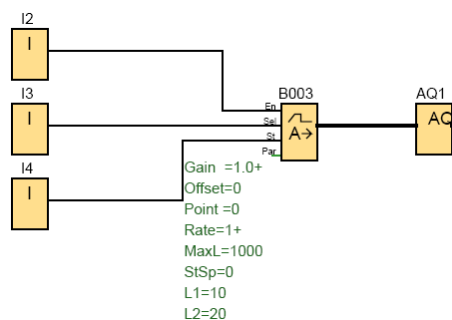 I2
I
I3
I
I4
I
B003
En
Sel
St
Par
A→
AQ1
AQ
Gain =1.0+
Offset=0
Point =0
Rate=1+
MaxL=1000
StSp=0
L1=10
L2=20